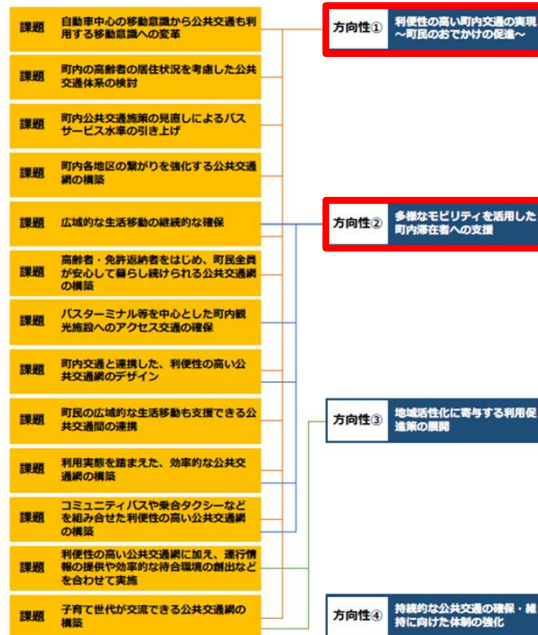 課題
自動車中心の移動意識から公共交通も利
用する移動意識への変革
方向性①
利便性の高い町内交通の実現
～町民のおでかけの促進～
課題
町内の高齢者の居住状況を考慮した公共
交通体系の検討
課題
町内公共交通施策の見直しによるバス
サービス水準の引き上げ
課題
町内各地区の繋がりを強化する公共交通
網の構築
課題
広域的な生活移動の継続的な確保
方向性②
多様なモビリティを活用した
町内滞在者への支援
課題
高齢者・免許返納者をはじめ、町民全員
が安心して暮らし続けられる公共交通網
の構築
課題
バスターミナル等を中心とした町内観
光施設へのアクセス交通の確保
課題
町内交通と連携した、利便性の高い公
共交通網のデザイン
課題
町民の広域的な生活移動も支援できる公
共交通間の連携
方向性③
地域活性化に寄与する利用促
進策の展開
課題
利用実態を踏まえた、効率的な公共交
通網の構築
課題
コミュニティバスや乗合タクシーなど
を組み合せた利便性の高い公共交通網
の構築
課題
利便性の高い公共交通網に加え、運行情
報の提供や効率的な待合環境の創出など
を合わせて実施
課題
子育て世代が交流できる公共交通網の
構築
方向性④
持続的な公共交通の確保・維
持に向けた体制の強化